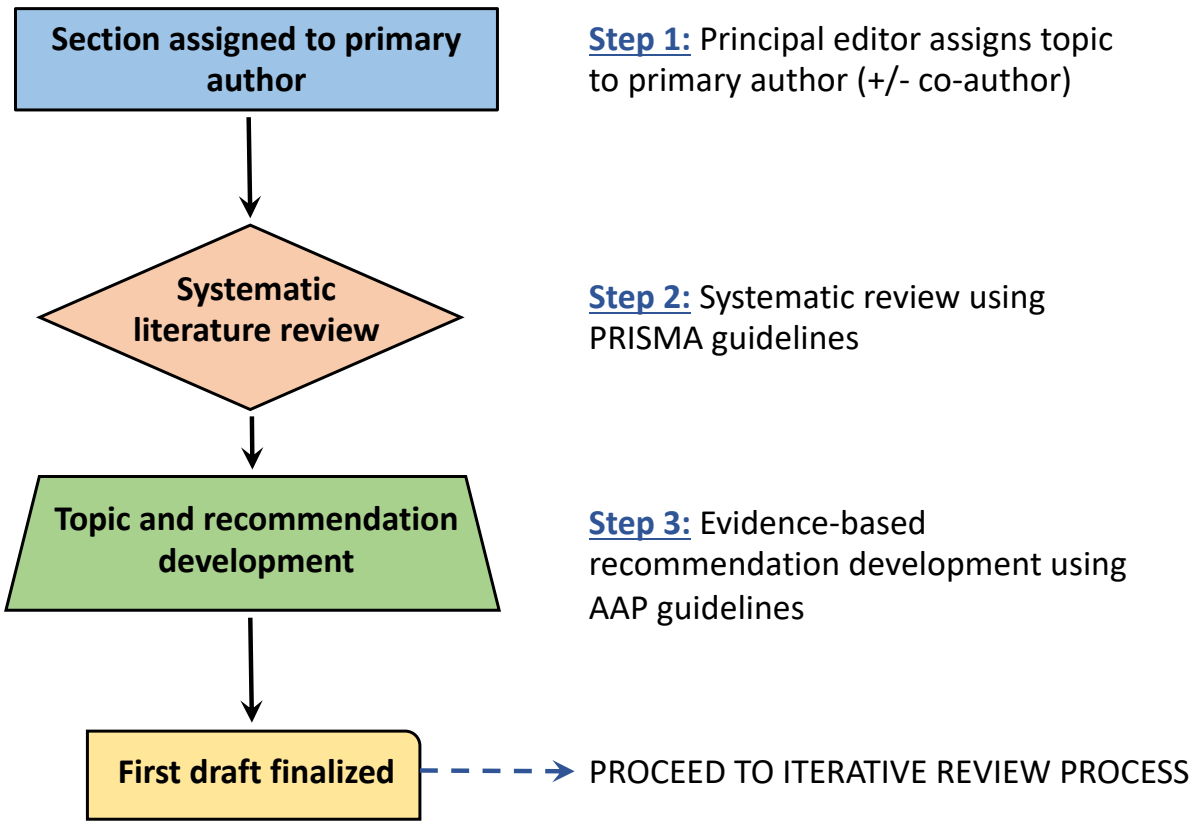 Section assigned to primary
author
Step 1: Principal editor assigns topic
to primary author (+/- co-author)
Systematic
literature review
Step 2: Systematic review using
PRISMA guidelines
Topic and recommendation
development
Step 3: Evidence-based
recommendation development using
AAP guidelines
First draft finalized
PROCEED TO ITERATIVE REVIEW PROCESS